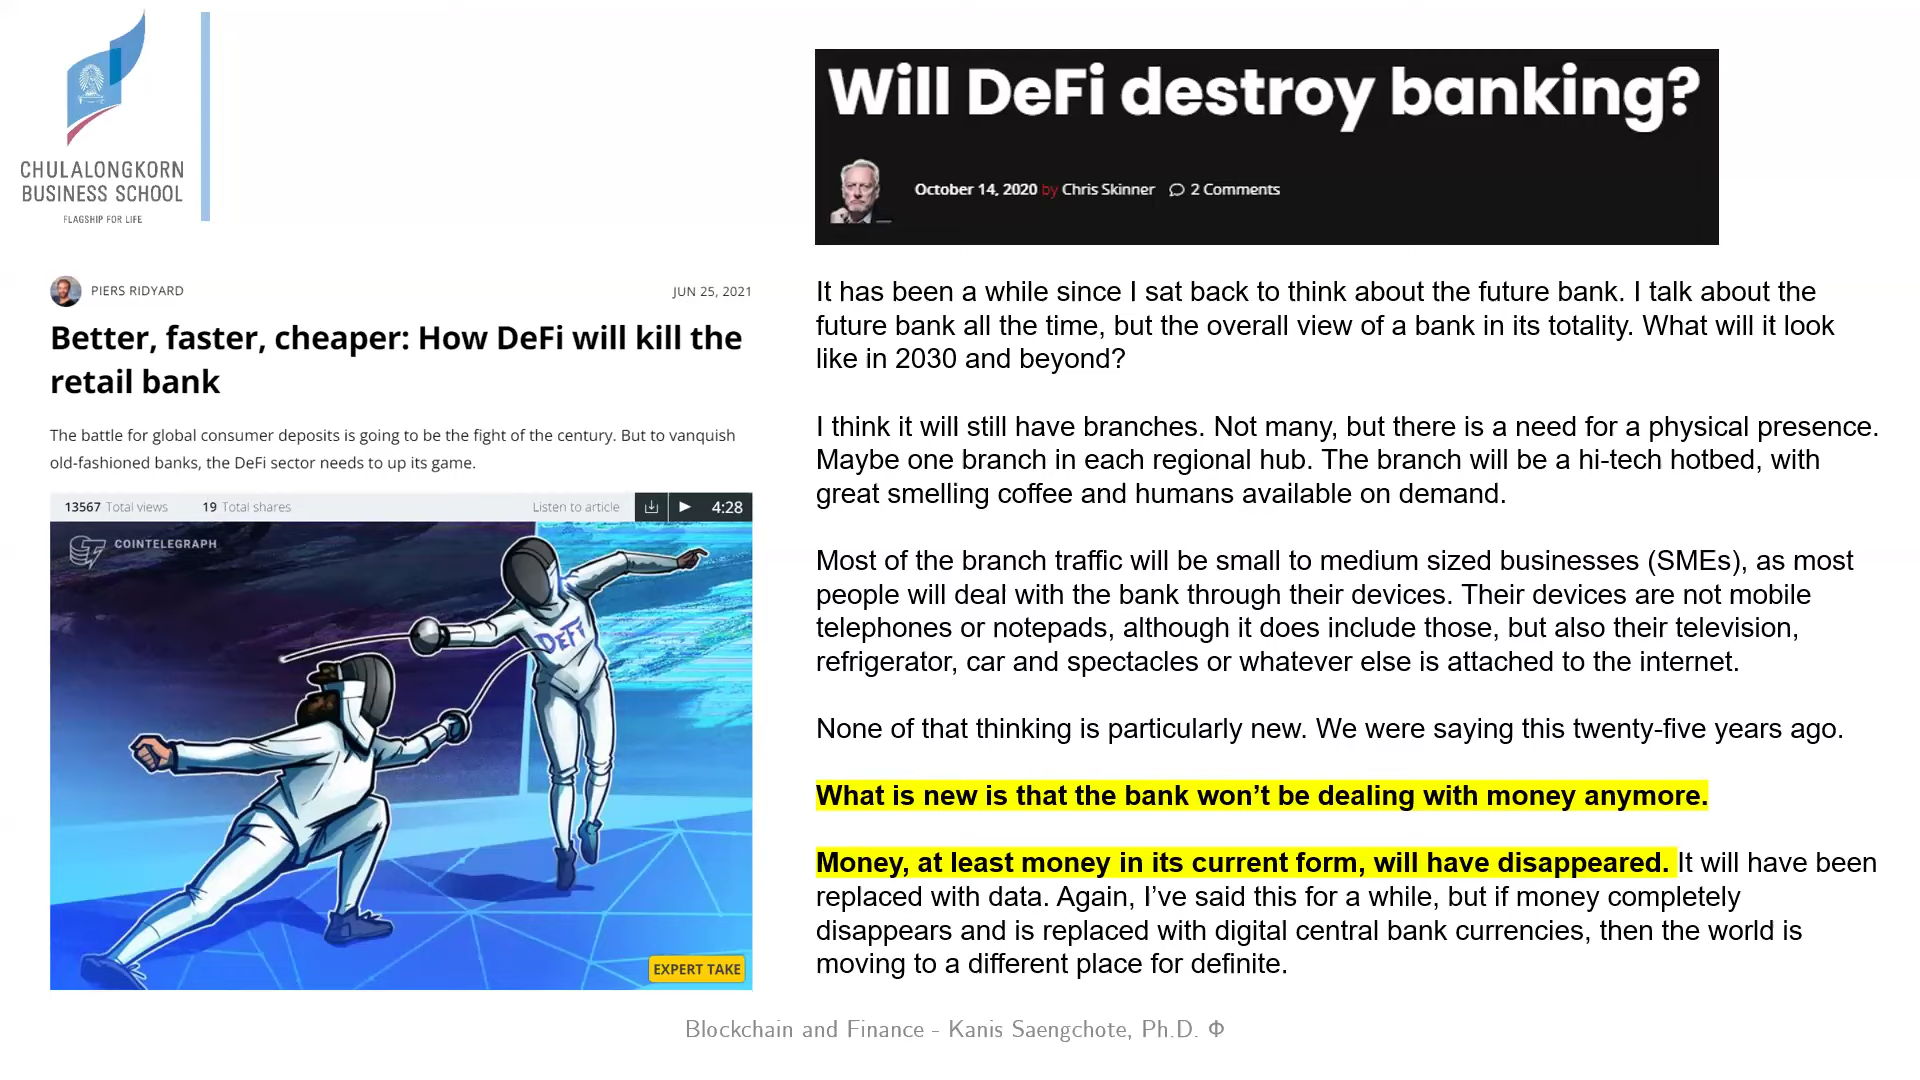 CHULALONGKORN
BUSINESS SCHOOL
FLAGSHIP FOR LIFE
PIERS RIDYARD
JUN 25, 2021
Better, faster, cheaper: How DeFi will kill the
retail bank
The battle for global consumer deposits is going to be the fight of the century. But to vanquish
old-fashioned banks, the DeFi sector needs to up its game.
13567 Total views 19 Total shares Listen to article 4:28
COINTELEGRAPH
DEFI
EXPERT TAKE
Will DeFi destroy banking?
October 14, 2020 by Chris Skinner 2 Comments
It has been a while since I sat back to think about the future bank. I talk about the
future bank all the time, but the overall view of a bank in its totality. What will it look
like in 2030 and beyond?
I think it will still have branches. Not many, but there is a need for a physical presence.
Maybe one branch in each regional hub. The branch will be a hi-tech hotbed, with
great smelling coffee and humans available on demand.
Most of the branch traffic will be small to medium sized businesses (SMEs), as most
people will deal with the bank through their devices. Their devices are not mobile
telephones or notepads, although it does include those, but also their television,
refrigerator, car and spectacles or whatever else is attached to the internet.
None of that thinking is particularly new. We were saying this twenty-five years ago.
What is new is that the bank won’t be dealing with money anymore.
Money, at least money in its current form, will have disappeared. It will have been
replaced with data. Again, I’ve said this for a while, but if money completely
disappears and is replaced with digital central bank currencies, then the world is
moving to a different place for definite.
Blockchain and Finance - Kanis Saengchote, Ph.D. Φ